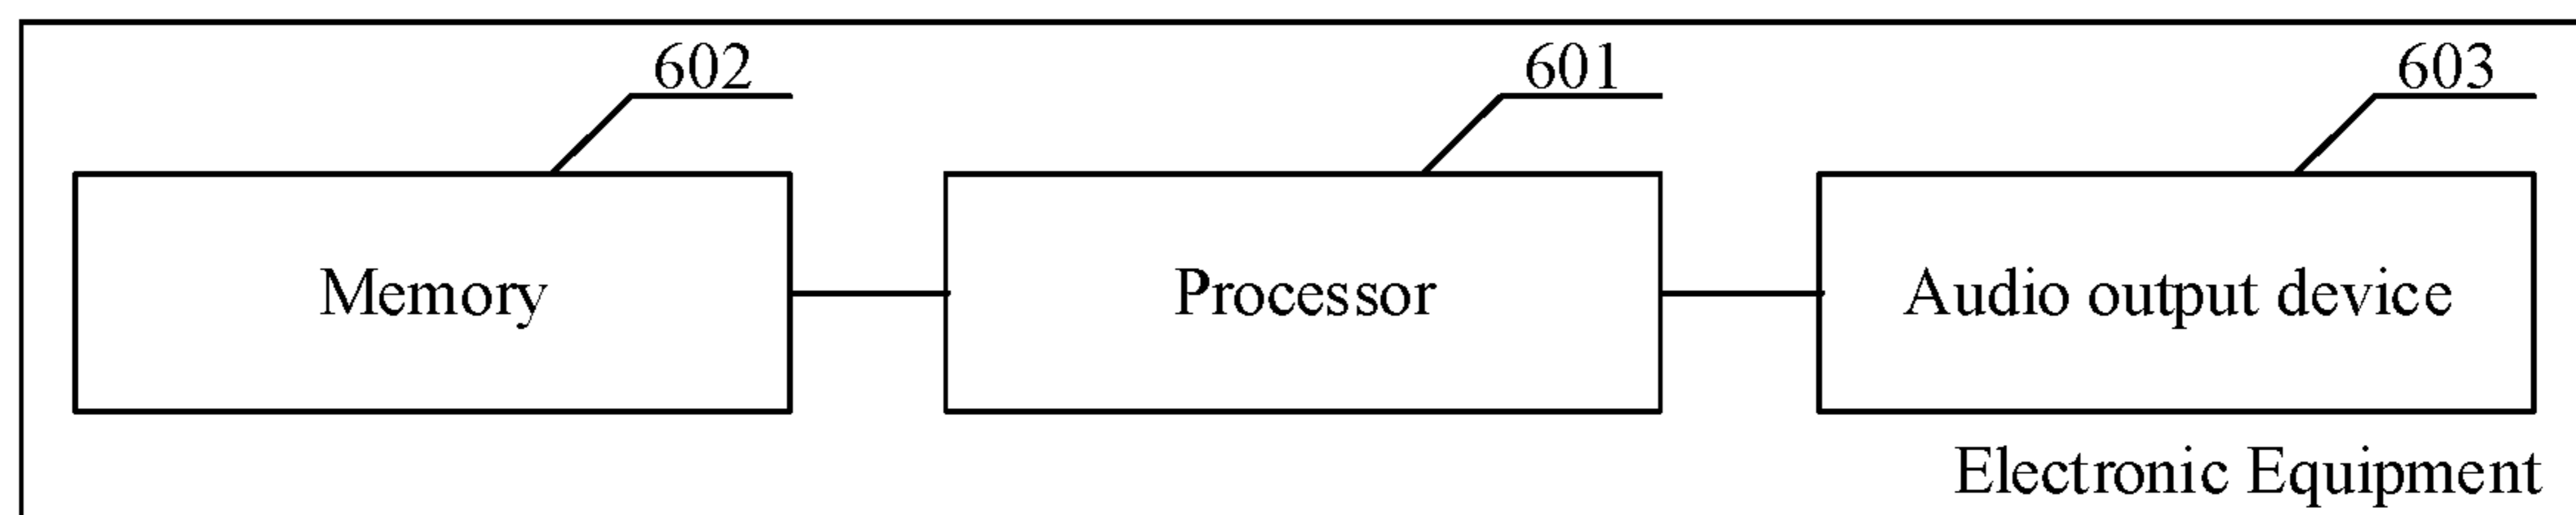 602 601 603
Memory Processor Audio output device
Electronic Equipment